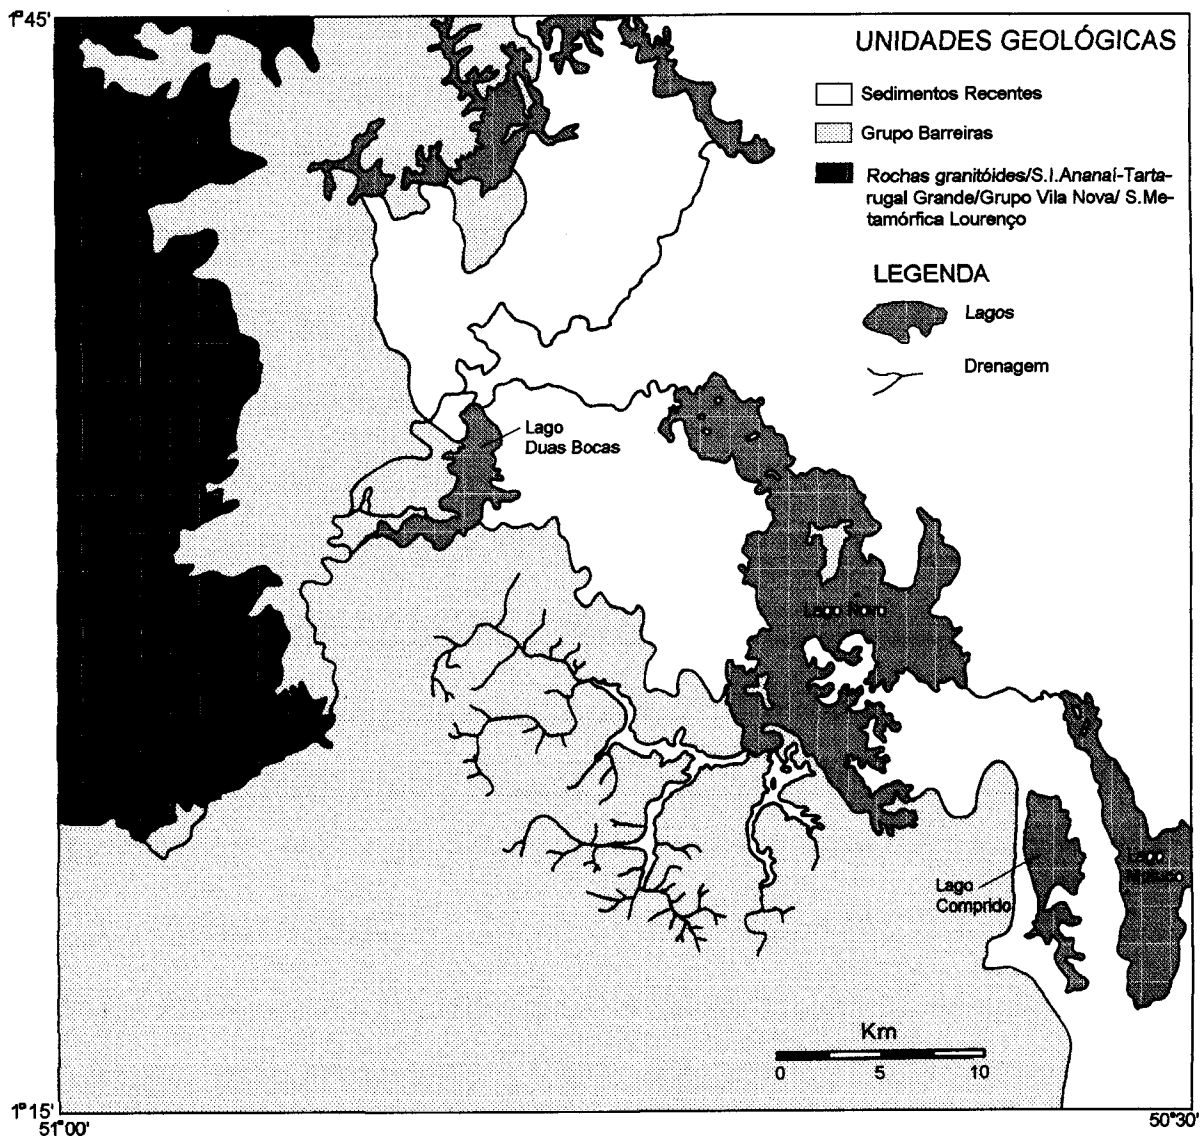 1°45'
UNIDADES GEOLÓGICAS
Sedimentos Recentes
Grupo Barreiras
Rochas granitóides/S.I.Ananaí-Tarta-
rugal Grande/Grupo Vila Nova/ S.Me-
tamórfica Lourenço
LEGENDA
Lagos
Drenagem
Lago
Duas Bocas
Lago Novo
Lago
Lago
Comprido
Km
0 5 10
1°15'
51°00'
50°30'